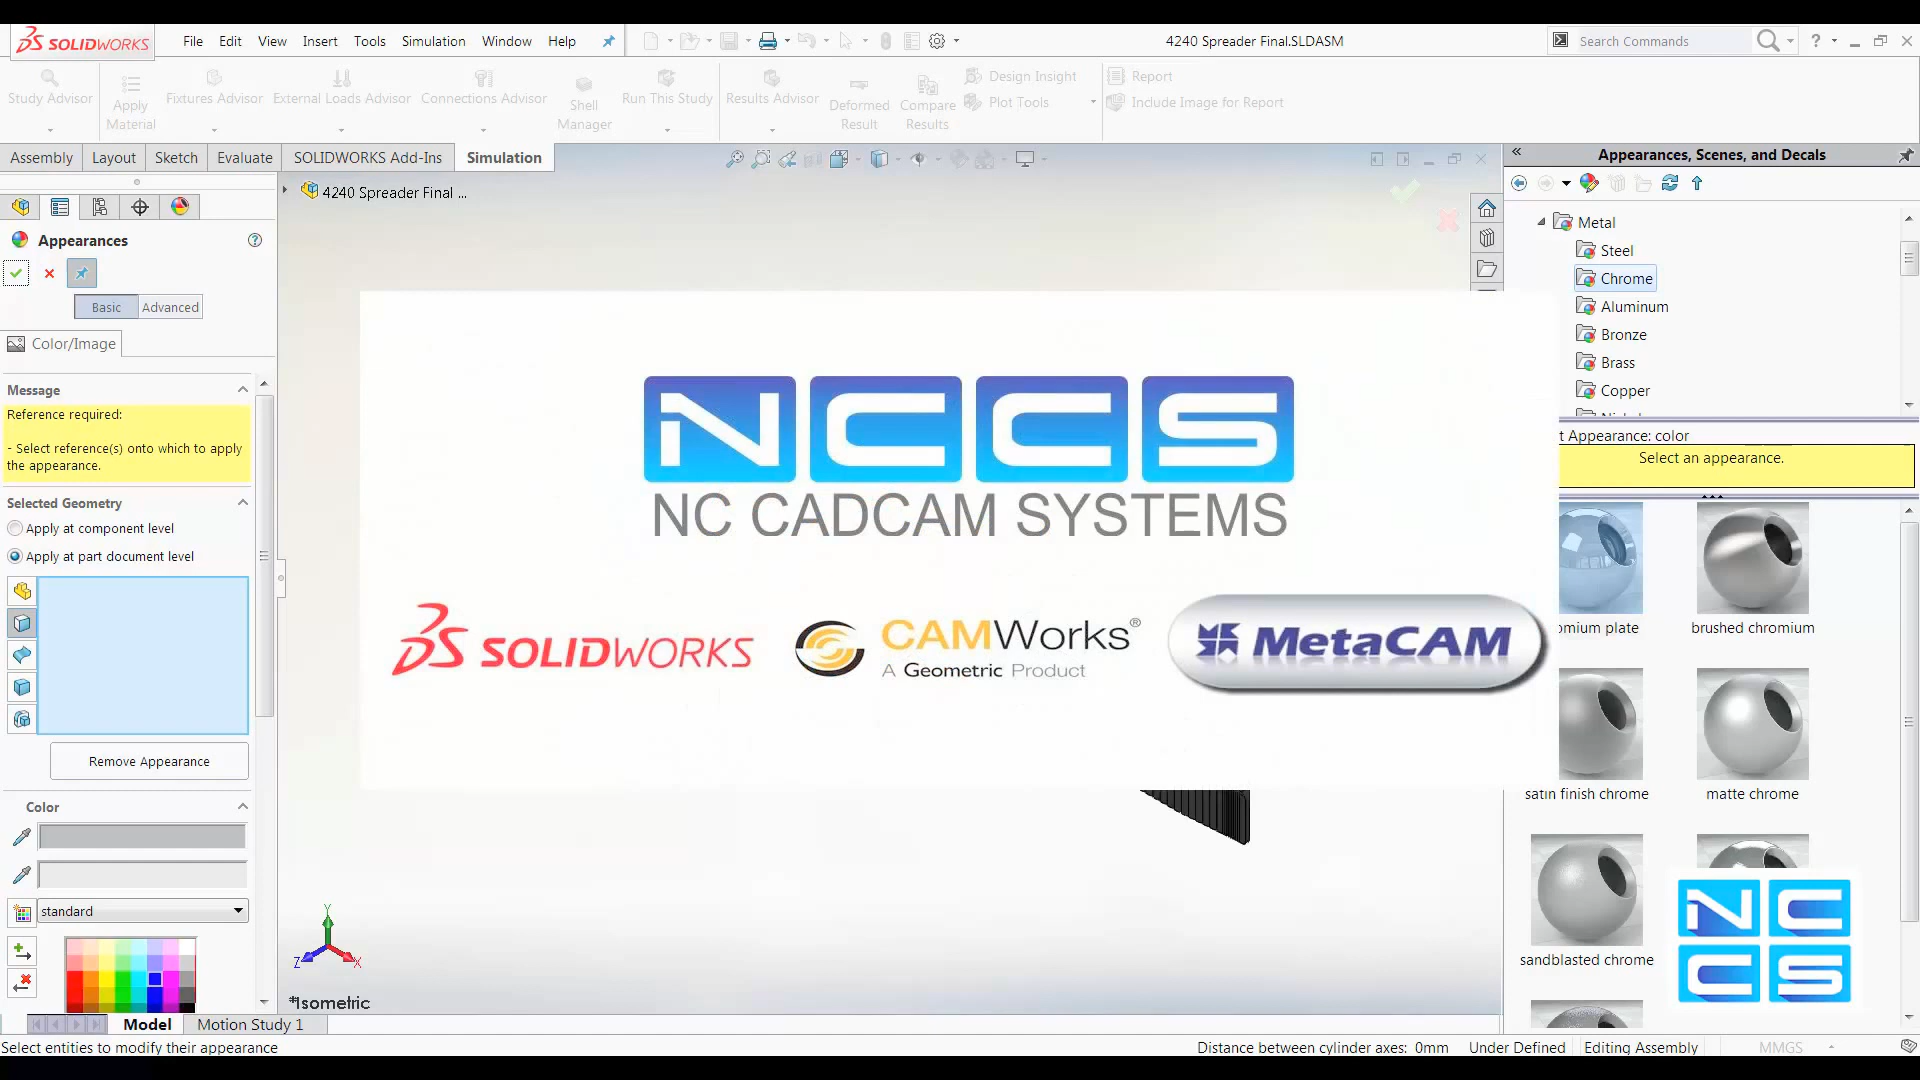 SOLIDWORKS
File Edit View Insert Tools Simulation Window Help
4240 Spreader Final.SLDASM
Search Commands
Study Advisor
Apply Material
Fixtures Advisor
External Loads Advisor
Connections Advisor
Shell Manager
Run This Study
Results Advisor
Deformed Result
Compare Results
Design Insight
Plot Tools
Report
Include Image for Report
Assembly Layout Sketch Evaluate SOLIDWORKS Add-Ins Simulation
Appearances, Scenes, and Decals
4240 Spreader Final ...
Appearances
Basic Advanced
Color/Image
Message
Reference required:
- Select reference(s) onto which to apply
the appearance.
Selected Geometry
Apply at component level
Apply at part document level
Remove Appearance
Color
standard
Metal
Steel
Chrome
Aluminum
Bronze
Brass
Copper
t Appearance: color
Select an appearance.
NCCS
NC CADCAM SYSTEMS
SOLIDWORKS
CAMWorks®
A Geometric Product
MetaCAM
omium plate
brushed chromium
satin finish chrome
matte chrome
sandblasted chrome
NC
CS
Y
Z
X
*Isometric
Model Motion Study 1
Select entities to modify their appearance
Distance between cylinder axes: 0mm Under Defined Editing Assembly MMGS